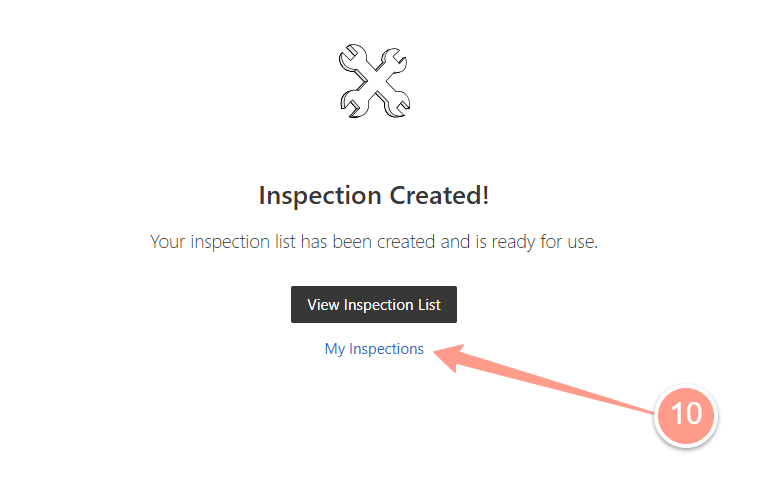 Inspection Created!
Your inspection list has been created and is ready for use.
View Inspection List
My Inspections
10